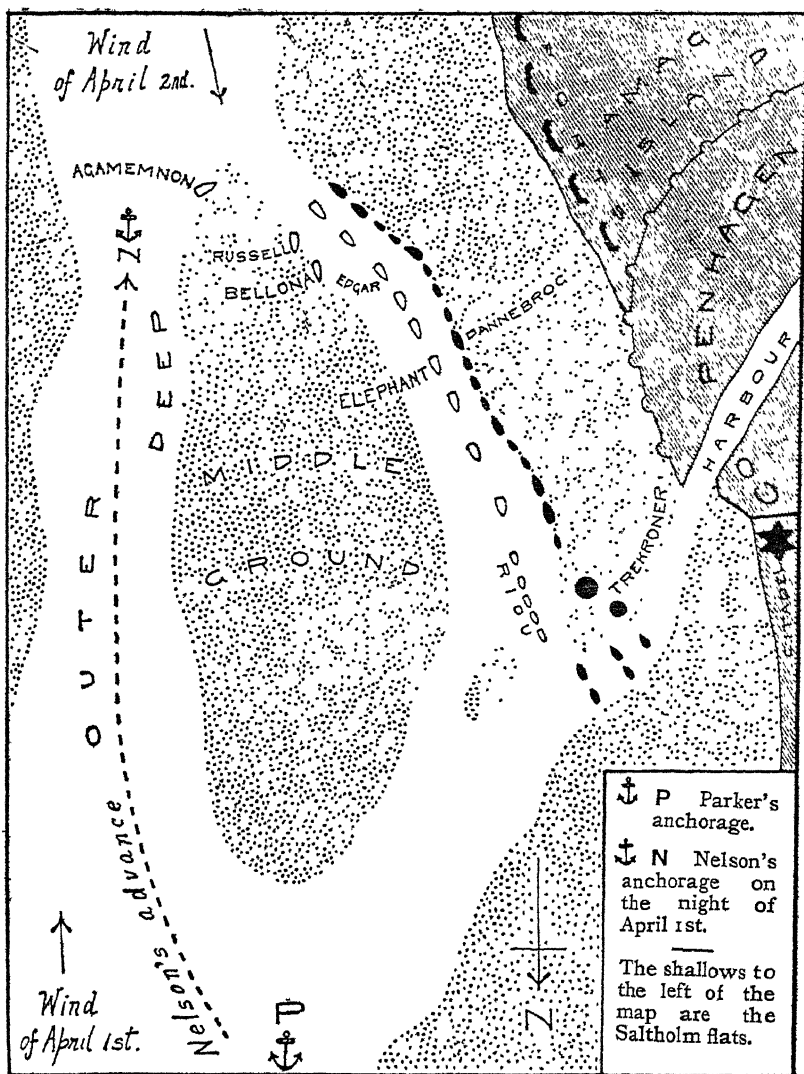 Wind
of April 2nd.
AGAMEMNON
N
RUSSELL
BELLONA
EDGAR
DANNEBROG
ELEPHANT
ISLAND
COPENHAGEN
HARBOUR
TREKRONER
CITADEL
MIDDLE
GROUND
RIOU
OUTER DEEP
Nelson's advance
Wind
of April 1st.
P
N
P Parker's
anchorage.
N Nelson's
anchorage on
the night of
April 1st.
The shallows to
the left of the
map are the
Saltholm flats.